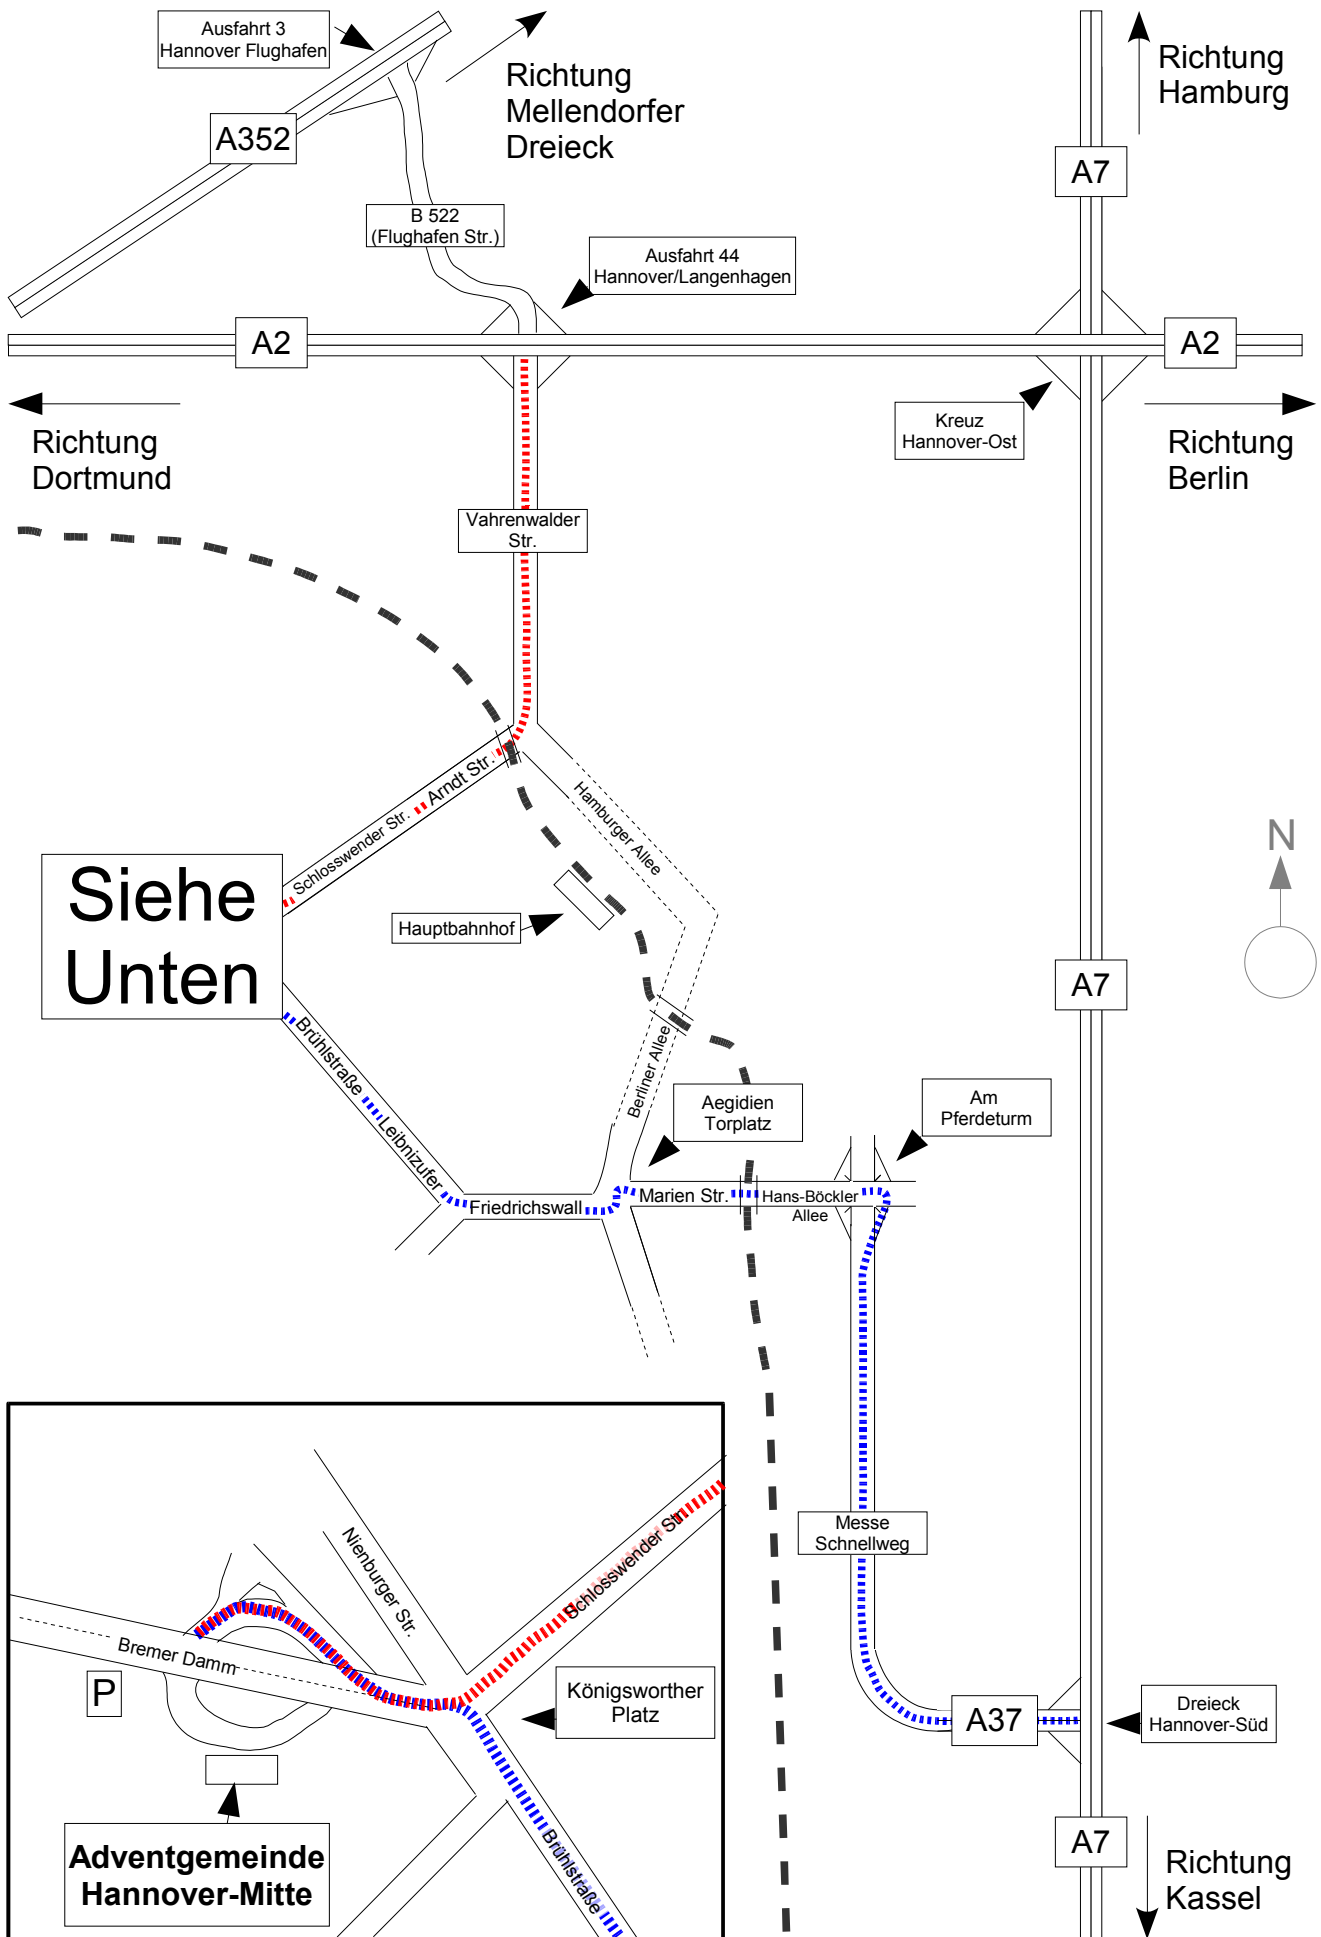 Ausfahrt 3
Hannover Flughafen
Richtung
Mellendorfer
Dreieck
Richtung
Hamburg
A352
A7
B 522
(Flughafen Str.)
Ausfahrt 44
Hannover/Langenhagen
A2
A2
Richtung
Dortmund
Kreuz
Hannover-Ost
Richtung
Berlin
Vahrenwalder
Str.
Arndt Str.
Schlosswender Str.
Hamburger Allee
Siehe
Unten
Hauptbahnhof
N
A7
Brühlstraße
Leibnizufer
Berliner Allee
Aegidien
Torplatz
Am
Pferdeturm
Friedrichswall
Marien Str.
Hans-Böckler
Allee
Messe
Schnellweg
Nienburger Str.
Schlosswender Str.
Bremer Damm
P
Königsworther
Platz
A37
Dreieck
Hannover-Süd
Adventgemeinde
Hannover-Mitte
Brühlstraße
A7
Richtung
Kassel